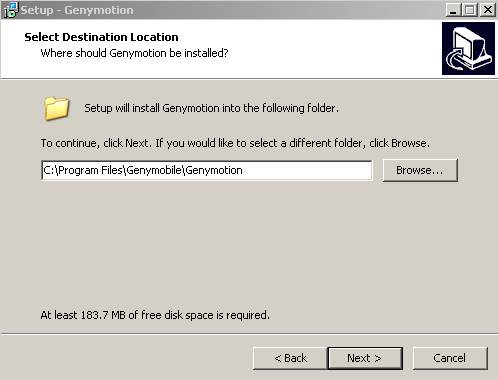 Setup - Genymotion
Select Destination Location
Where should Genymotion be installed?
Setup will install Genymotion into the following folder.
To continue, click Next. If you would like to select a different folder, click Browse.
C:\Program Files\Genymobile\Genymotion
Browse...
At least 183.7 MB of free disk space is required.
< Back
Next >
Cancel